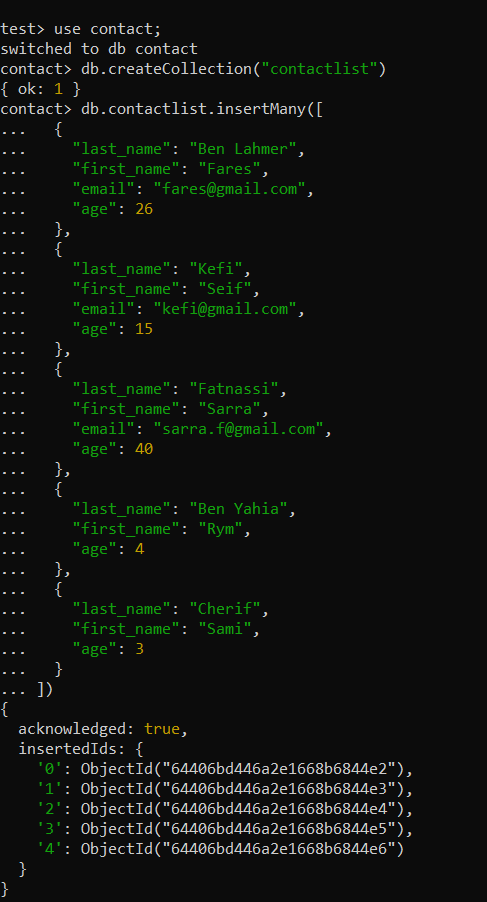 test> use contact;
switched to db contact
contact> db.createCollection("contactlist")
{ ok: 1 }
contact> db.contactlist.insertMany([
...   {
...     "last_name": "Ben Lahmer",
...     "first_name": "Fares",
...     "email": "fares@gmail.com",
...     "age": 26
...   },
...   {
...     "last_name": "Kefi",
...     "first_name": "Seif",
...     "email": "kefi@gmail.com",
...     "age": 15
...   },
...   {
...     "last_name": "Fatnassi",
...     "first_name": "Sarra",
...     "email": "sarra.f@gmail.com",
...     "age": 40
...   },
...   {
...     "last_name": "Ben Yahia",
...     "first_name": "Rym",
...     "age": 4
...   },
...   {
...     "last_name": "Cherif",
...     "first_name": "Sami",
...     "age": 3
...   }
... ])
{
  acknowledged: true,
  insertedIds: {
    '0': ObjectId("64406bd446a2e1668b6844e2"),
    '1': ObjectId("64406bd446a2e1668b6844e3"),
    '2': ObjectId("64406bd446a2e1668b6844e4"),
    '3': ObjectId("64406bd446a2e1668b6844e5"),
    '4': ObjectId("64406bd446a2e1668b6844e6")
  }
}